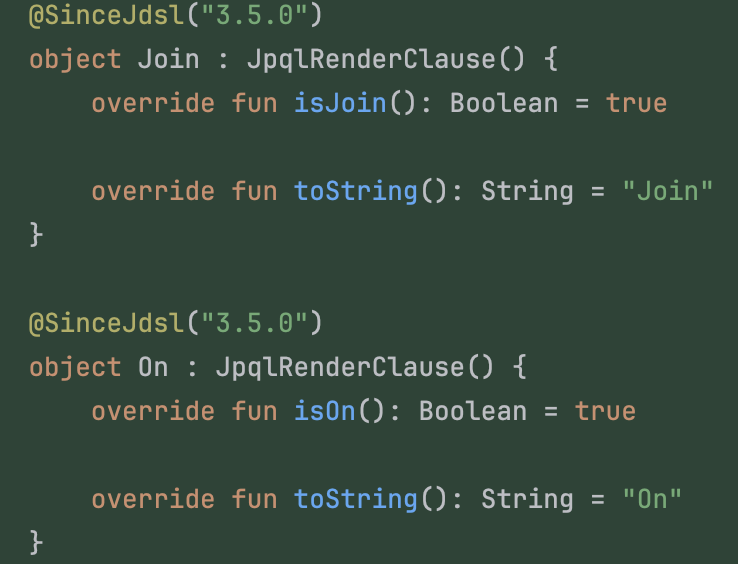 @SinceJdsl("3.5.0")
object Join : JpqlRenderClause() {
    override fun isJoin(): Boolean = true
    override fun toString(): String = "Join"
}
@SinceJdsl("3.5.0")
object On : JpqlRenderClause() {
    override fun isOn(): Boolean = true
    override fun toString(): String = "On"
}